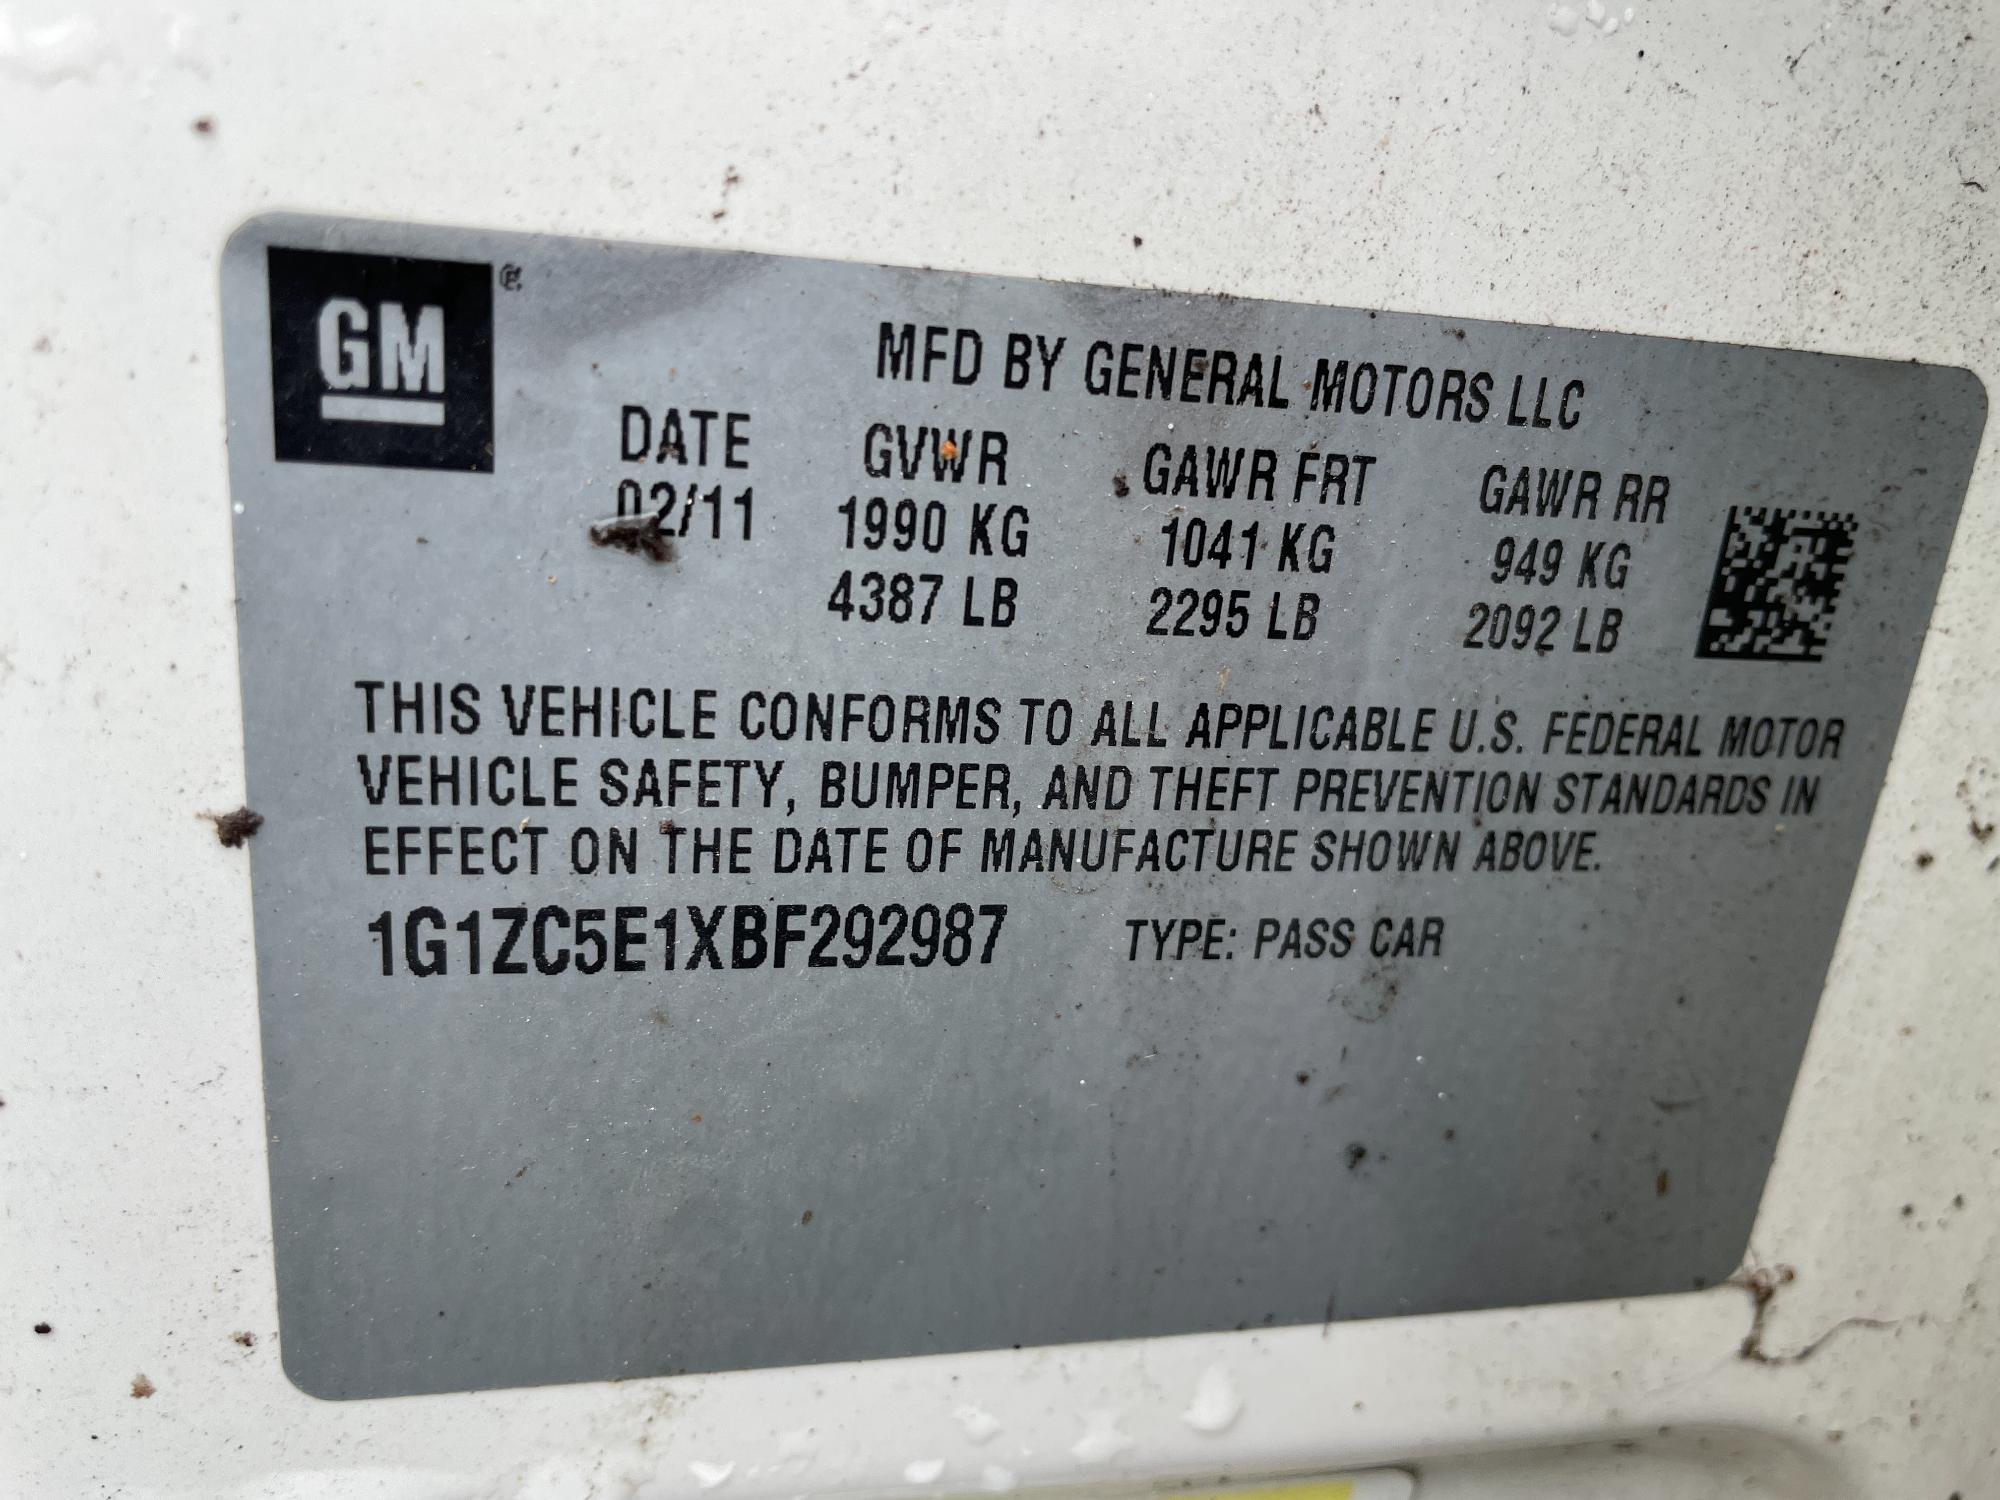 GM
MFD BY GENERAL MOTORS LLC
DATE GVWR GAWR FRT GAWR RR
02/11 1990 KG 1041 KG 949 KG
4387 LB 2295 LB 2092 LB
THIS VEHICLE CONFORMS TO ALL APPLICABLE U.S. FEDERAL MOTOR
VEHICLE SAFETY, BUMPER, AND THEFT PREVENTION STANDARDS IN
EFFECT ON THE DATE OF MANUFACTURE SHOWN ABOVE.
1G1ZC5E1XBF292987 TYPE: PASS CAR